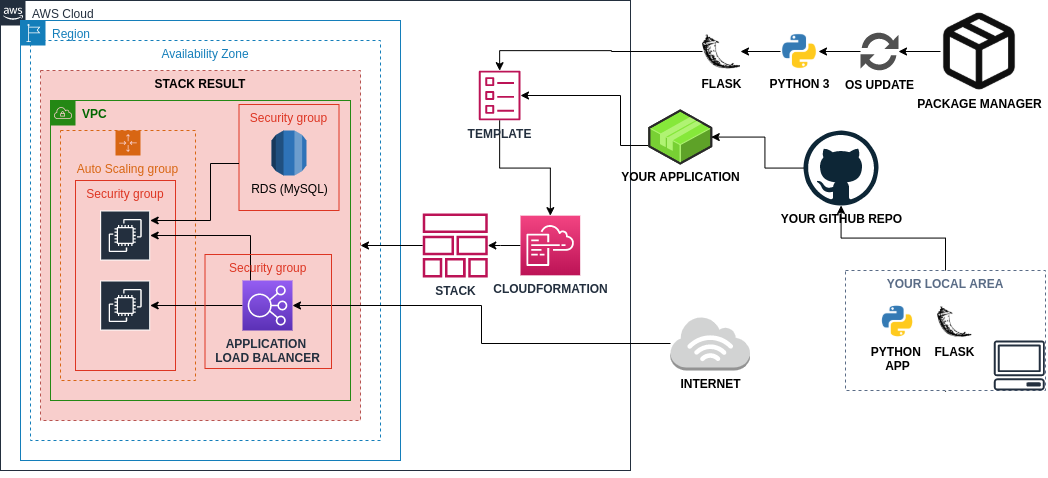 aws
AWS Cloud
Region
Availability Zone
STACK RESULT
VPC
Auto Scaling group
Security group
Security group
RDS (MySQL)
Security group
APPLICATION
LOAD BALANCER
TEMPLATE
STACK
CLOUDFORMATION
FLASK
PYTHON 3
OS UPDATE
PACKAGE MANAGER
YOUR APPLICATION
YOUR GITHUB REPO
YOUR LOCAL AREA
PYTHON
APP
FLASK
INTERNET